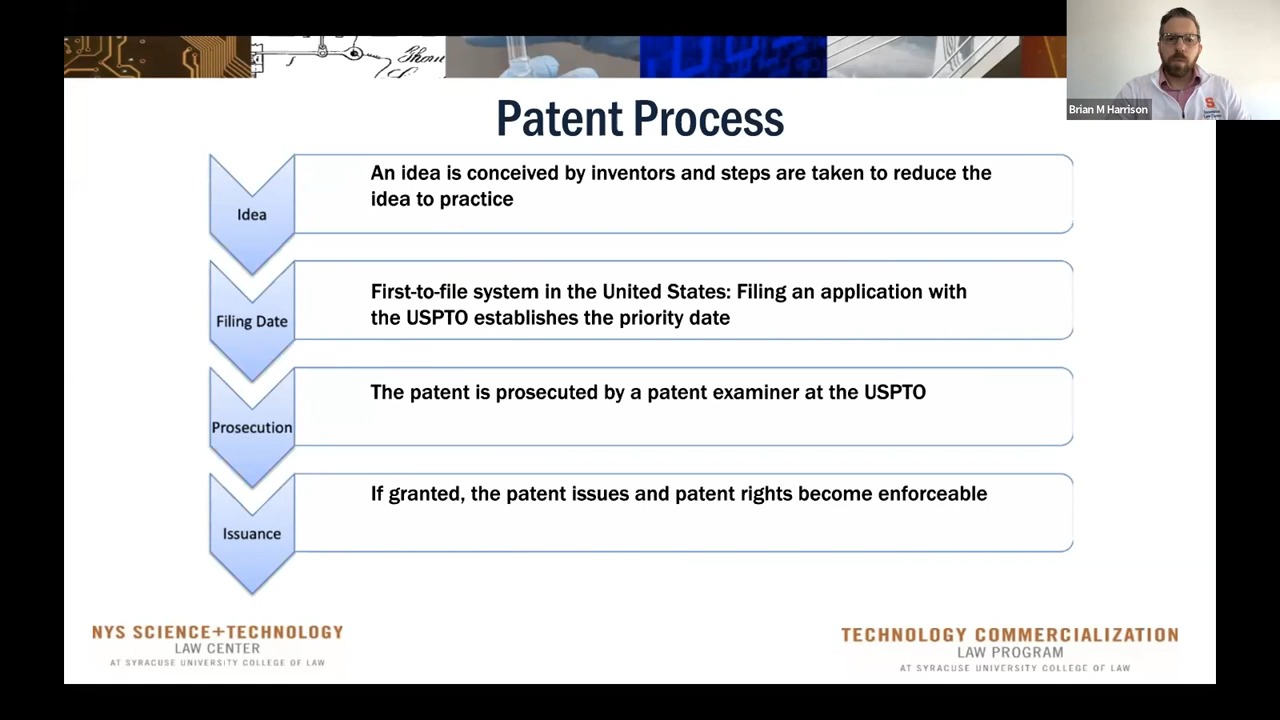 Brian M Harrison
Patent Process
Idea
An idea is conceived by inventors and steps are taken to reduce the
idea to practice
Filing Date
First-to-file system in the United States: Filing an application with
the USPTO establishes the priority date
Prosecution
The patent is prosecuted by a patent examiner at the USPTO
Issuance
If granted, the patent issues and patent rights become enforceable
NYS SCIENCE+TECHNOLOGY
LAW CENTER
AT SYRACUSE UNIVERSITY COLLEGE OF LAW
TECHNOLOGY COMMERCIALIZATION
LAW PROGRAM
AT SYRACUSE UNIVERSITY COLLEGE OF LAW